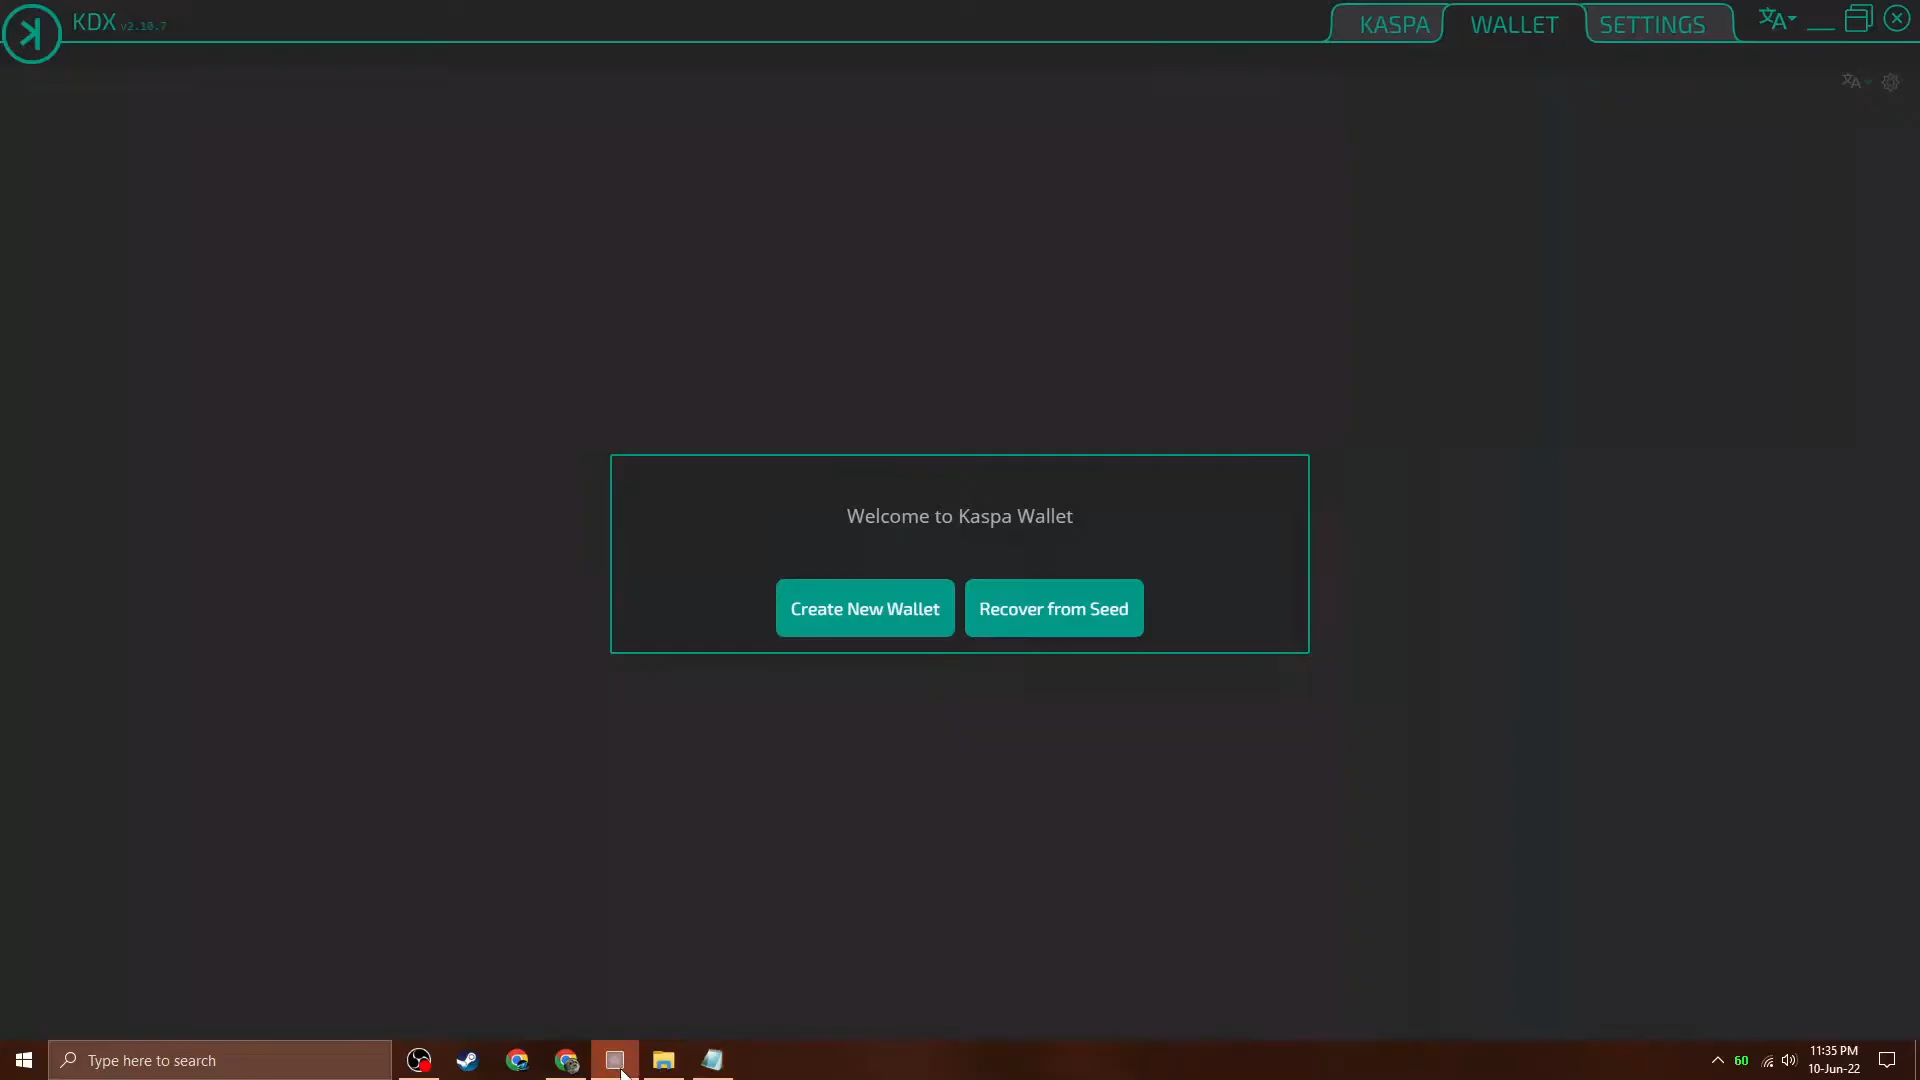 KDX v2.10.7
KASPA
WALLET
SETTINGS
Welcome to Kaspa Wallet
Create New Wallet
Recover from Seed
Type here to search
60
11:35 PM
10-Jun-22